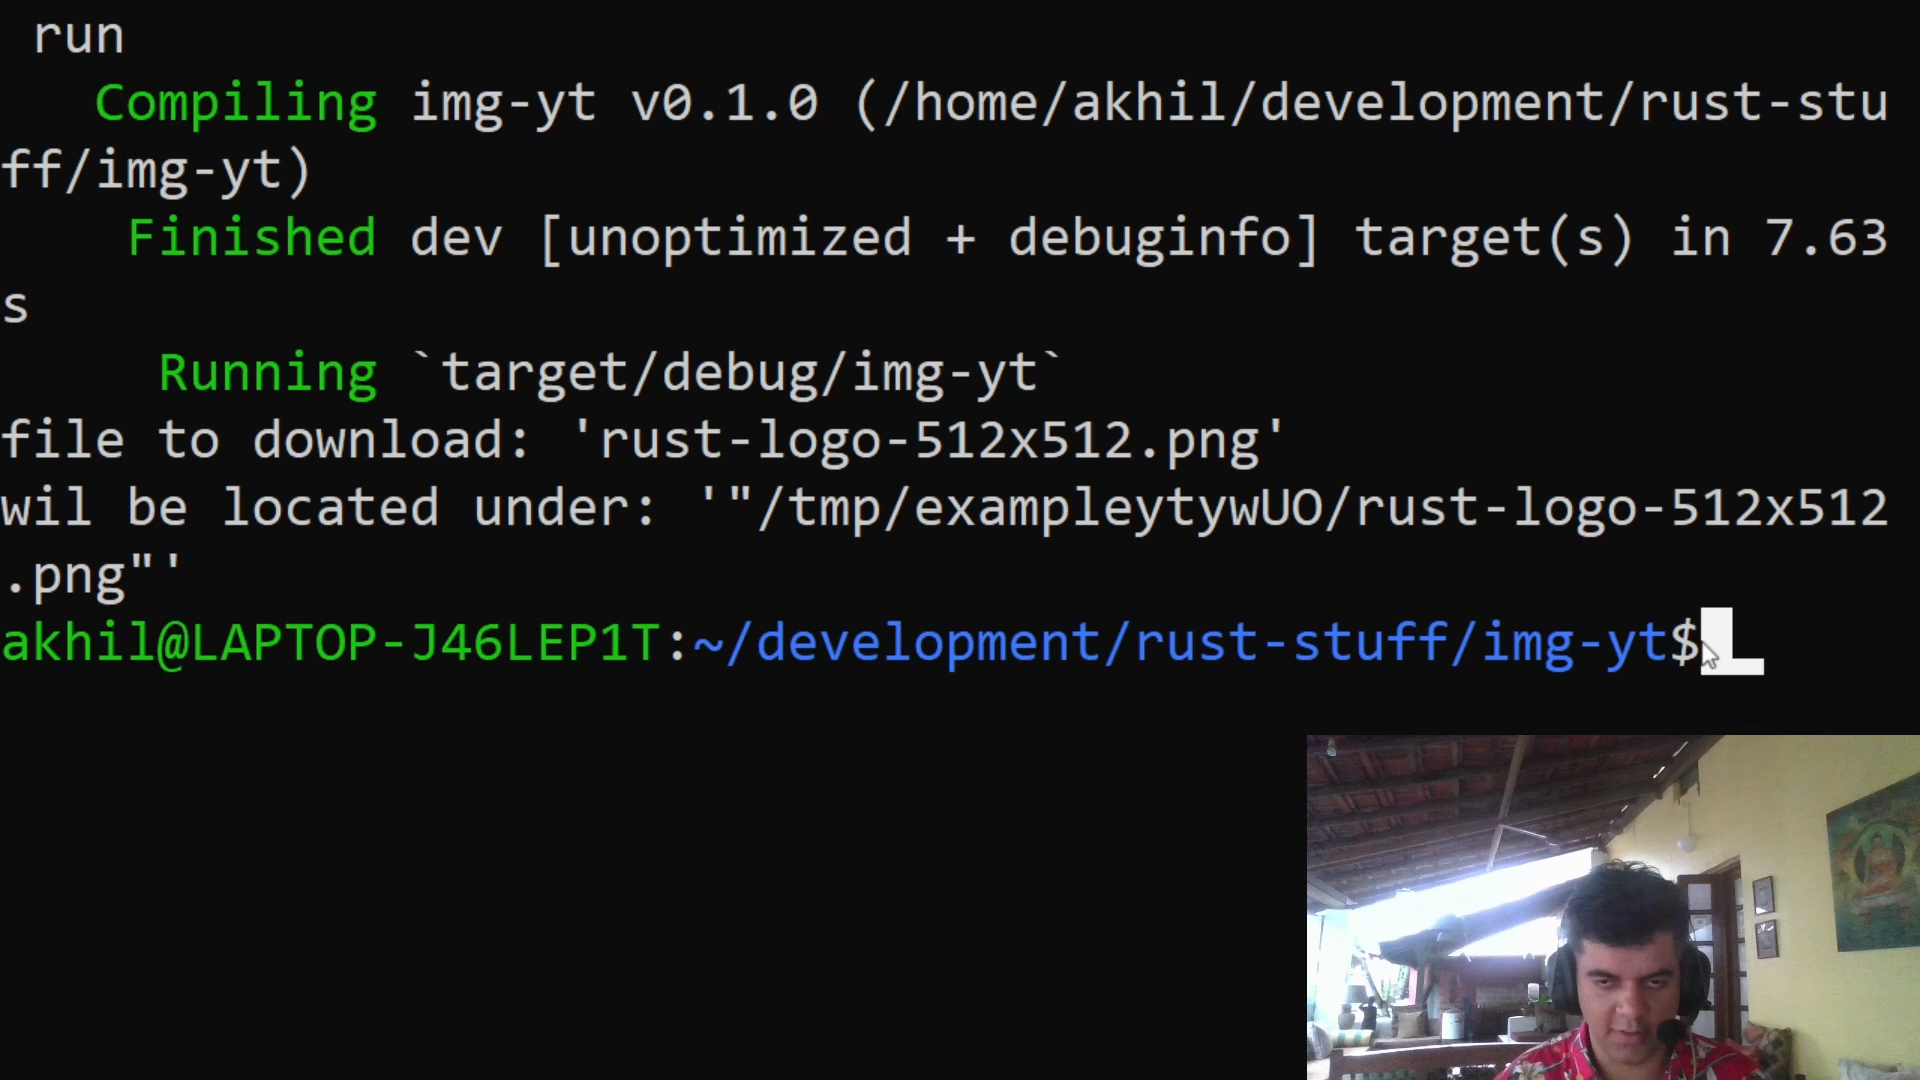 run
Compiling img-yt v0.1.0 (/home/akhil/development/rust-stu
ff/img-yt)
Finished dev [unoptimized + debuginfo] target(s) in 7.63
s
Running `target/debug/img-yt`
file to download: 'rust-logo-512x512.png'
wil be located under: '"/tmp/exampleytywUO/rust-logo-512x512
.png"'
akhil@LAPTOP-J46LEP1T:~/development/rust-stuff/img-yt$